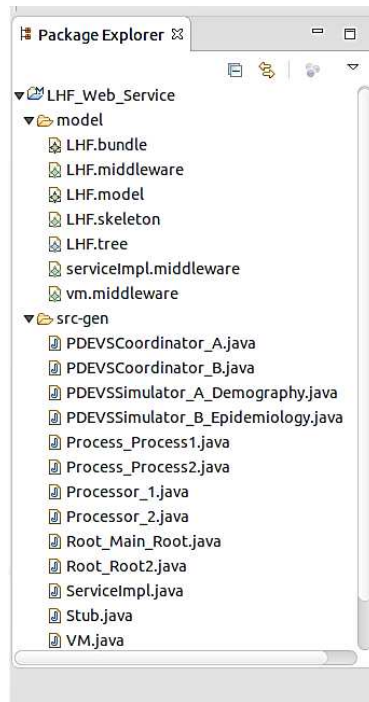 Package Explorer
LHF_Web_Service
model
LHF.bundle
LHF.middleware
LHF.model
LHF.skeleton
LHF.tree
serviceImpl.middleware
vm.middleware
src-gen
PDEVSCoordinator_A.java
PDEVSCoordinator_B.java
PDEVSSimulator_A_Demography.java
PDEVSSimulator_B_Epidemiology.java
Process_Process1.java
Process_Process2.java
Processor_1.java
Processor_2.java
Root_Main_Root.java
Root_Root2.java
ServiceImpl.java
Stub.java
VM.java